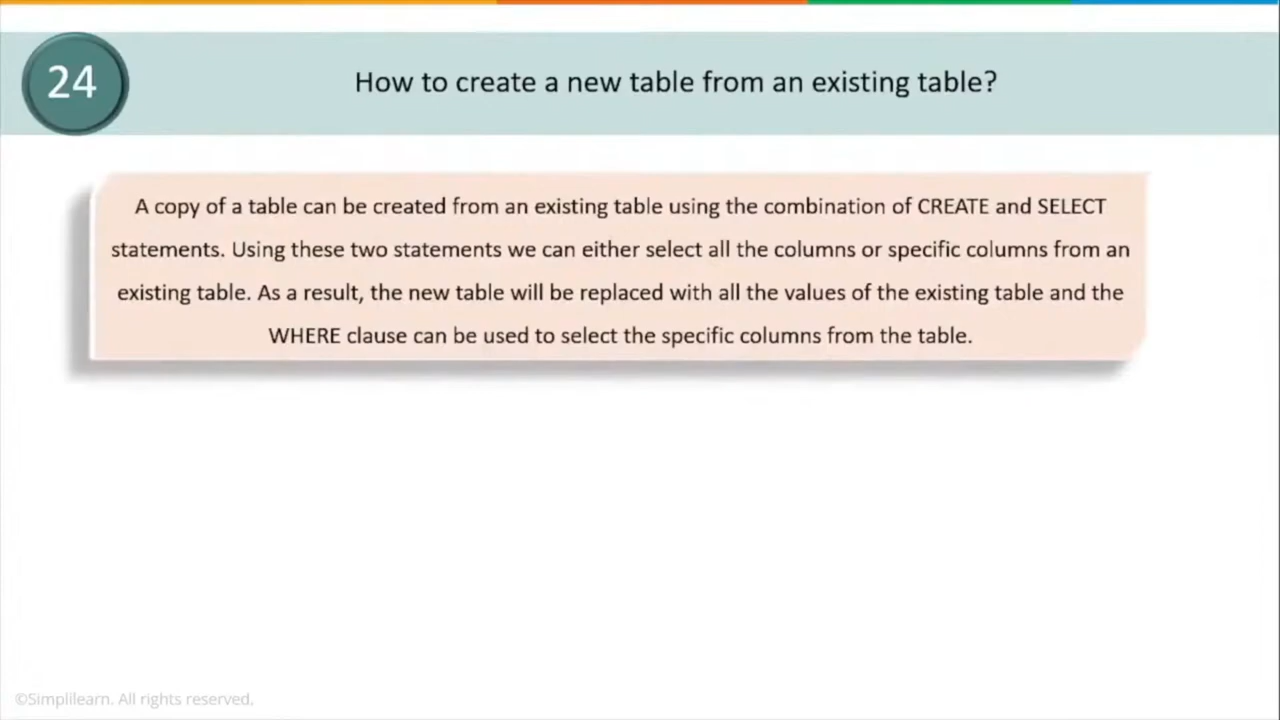 24
How to create a new table from an existing table?
A copy of a table can be created from an existing table using the combination of CREATE and SELECT
statements. Using these two statements we can either select all the columns or specific columns from an
existing table. As a result, the new table will be replaced with all the values of the existing table and the
WHERE clause can be used to select the specific columns from the table.
©Simplilearn. All rights reserved.